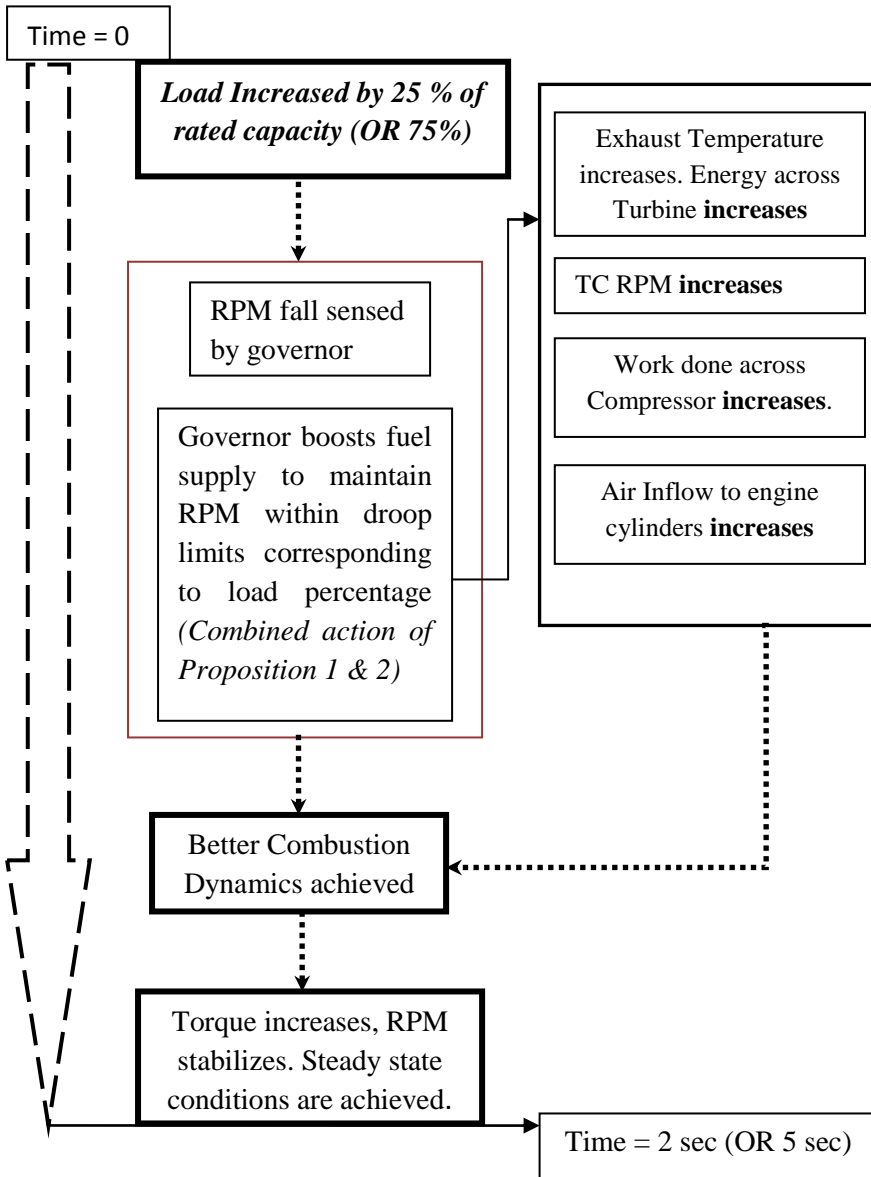 Time = 0
Load Increased by 25 % of
rated capacity (OR 75%)
RPM fall sensed
by governor
Governor boosts fuel
supply to maintain
RPM within droop
limits corresponding
to load percentage
(Combined action of
Proposition 1 & 2)
Exhaust Temperature
increases. Energy across
Turbine increases
TC RPM increases
Work done across
Compressor increases.
Air Inflow to engine
cylinders increases
Better Combustion
Dynamics achieved
Torque increases, RPM
stabilizes. Steady state
conditions are achieved.
Time = 2 sec (OR 5 sec)